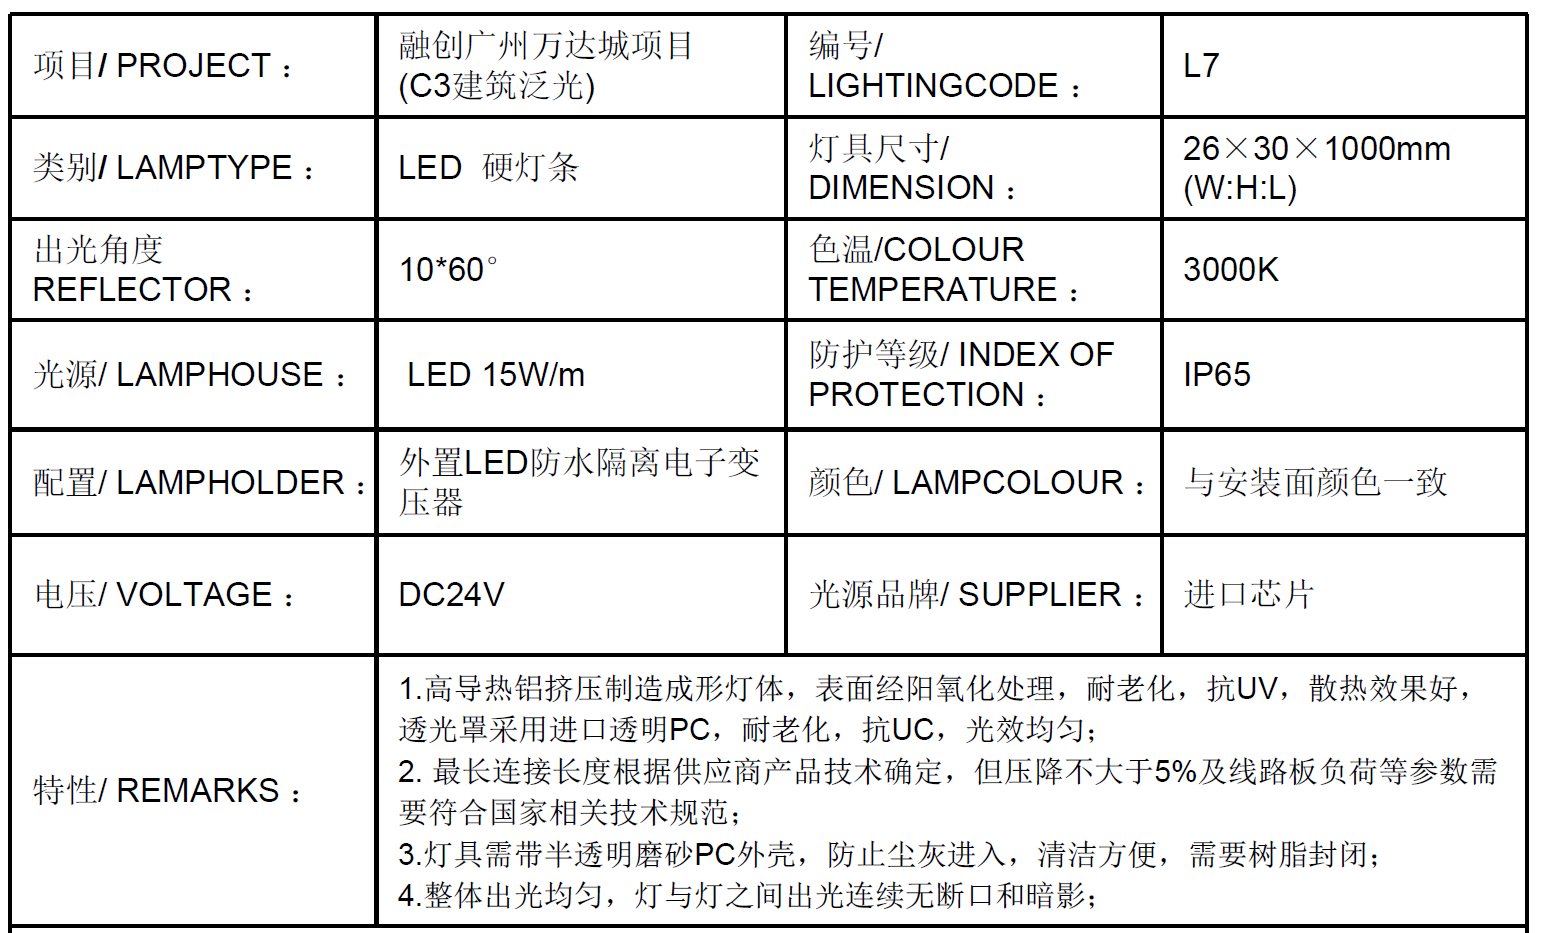 项目/ PROJECT：
融创广州万达城项目
(C3建筑泛光)
编号/
LIGHTINGCODE：
L7
类别/ LAMPTYPE：
LED 硬灯条
灯具尺寸/
DIMENSION：
26×30×1000mm
(W:H:L)
出光角度
REFLECTOR：
10*60°
色温/COLOUR
TEMPERATURE：
3000K
光源/ LAMPHOUSE：
LED 15W/m
防护等级/ INDEX OF
PROTECTION：
IP65
配置/ LAMPHOLDER：
外置LED防水隔离电子变
压器
颜色/ LAMPCOLOUR：
与安装面颜色一致
电压/ VOLTAGE：
DC24V
光源品牌/ SUPPLIER：
进口芯片
特性/ REMARKS：
1.高导热铝挤压制造成形灯体，表面经阳氧化处理，耐老化，抗UV，散热效果好，
透光罩采用进口透明PC，耐老化，抗UC，光效均匀；
2. 最长连接长度根据供应商产品技术确定，但压降不大于5%及线路板负荷等参数需
要符合国家相关技术规范；
3.灯具需带半透明磨砂PC外壳，防止尘灰进入，清洁方便，需要树脂封闭；
4.整体出光均匀，灯与灯之间出光连续无断口和暗影；